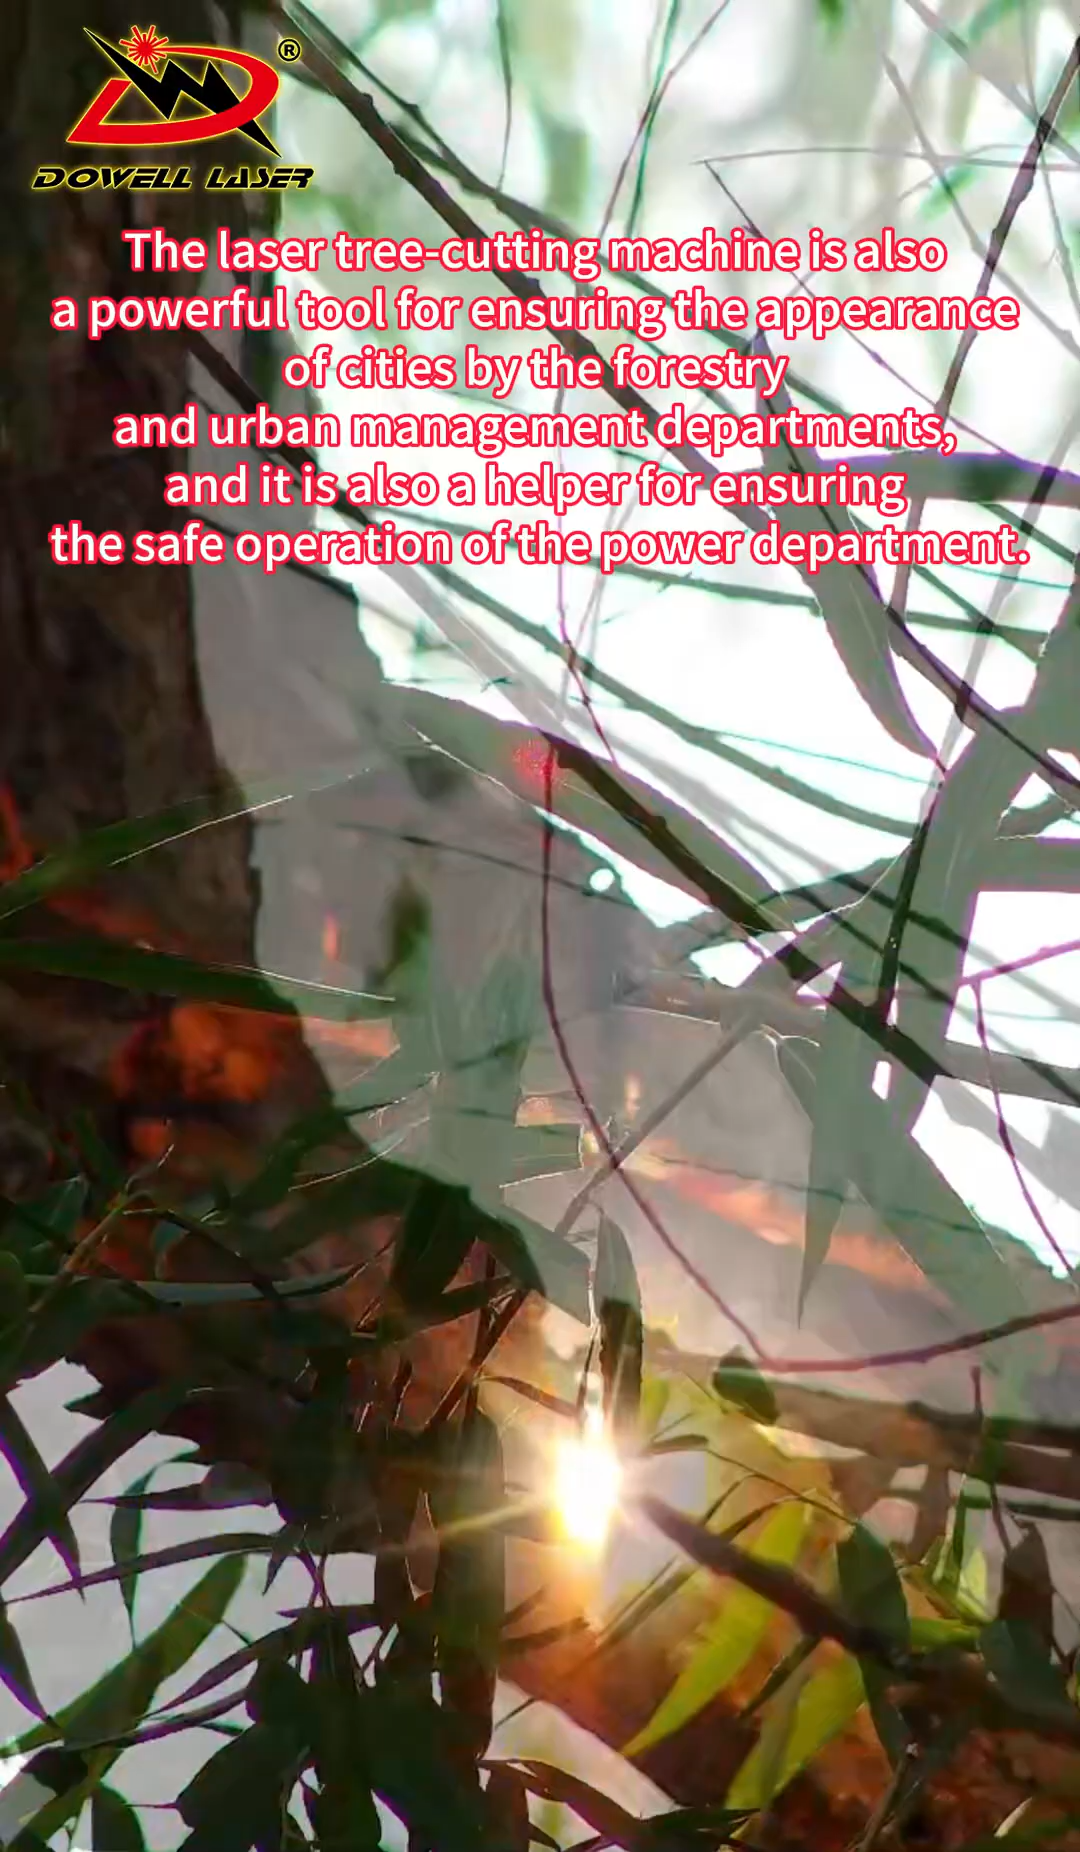 ®
DOWELL LASER
The laser tree-cutting machine is also
a powerful tool for ensuring the appearance
of cities by the forestry
and urban management departments,
and it is also a helper for ensuring
the safe operation of the power department.